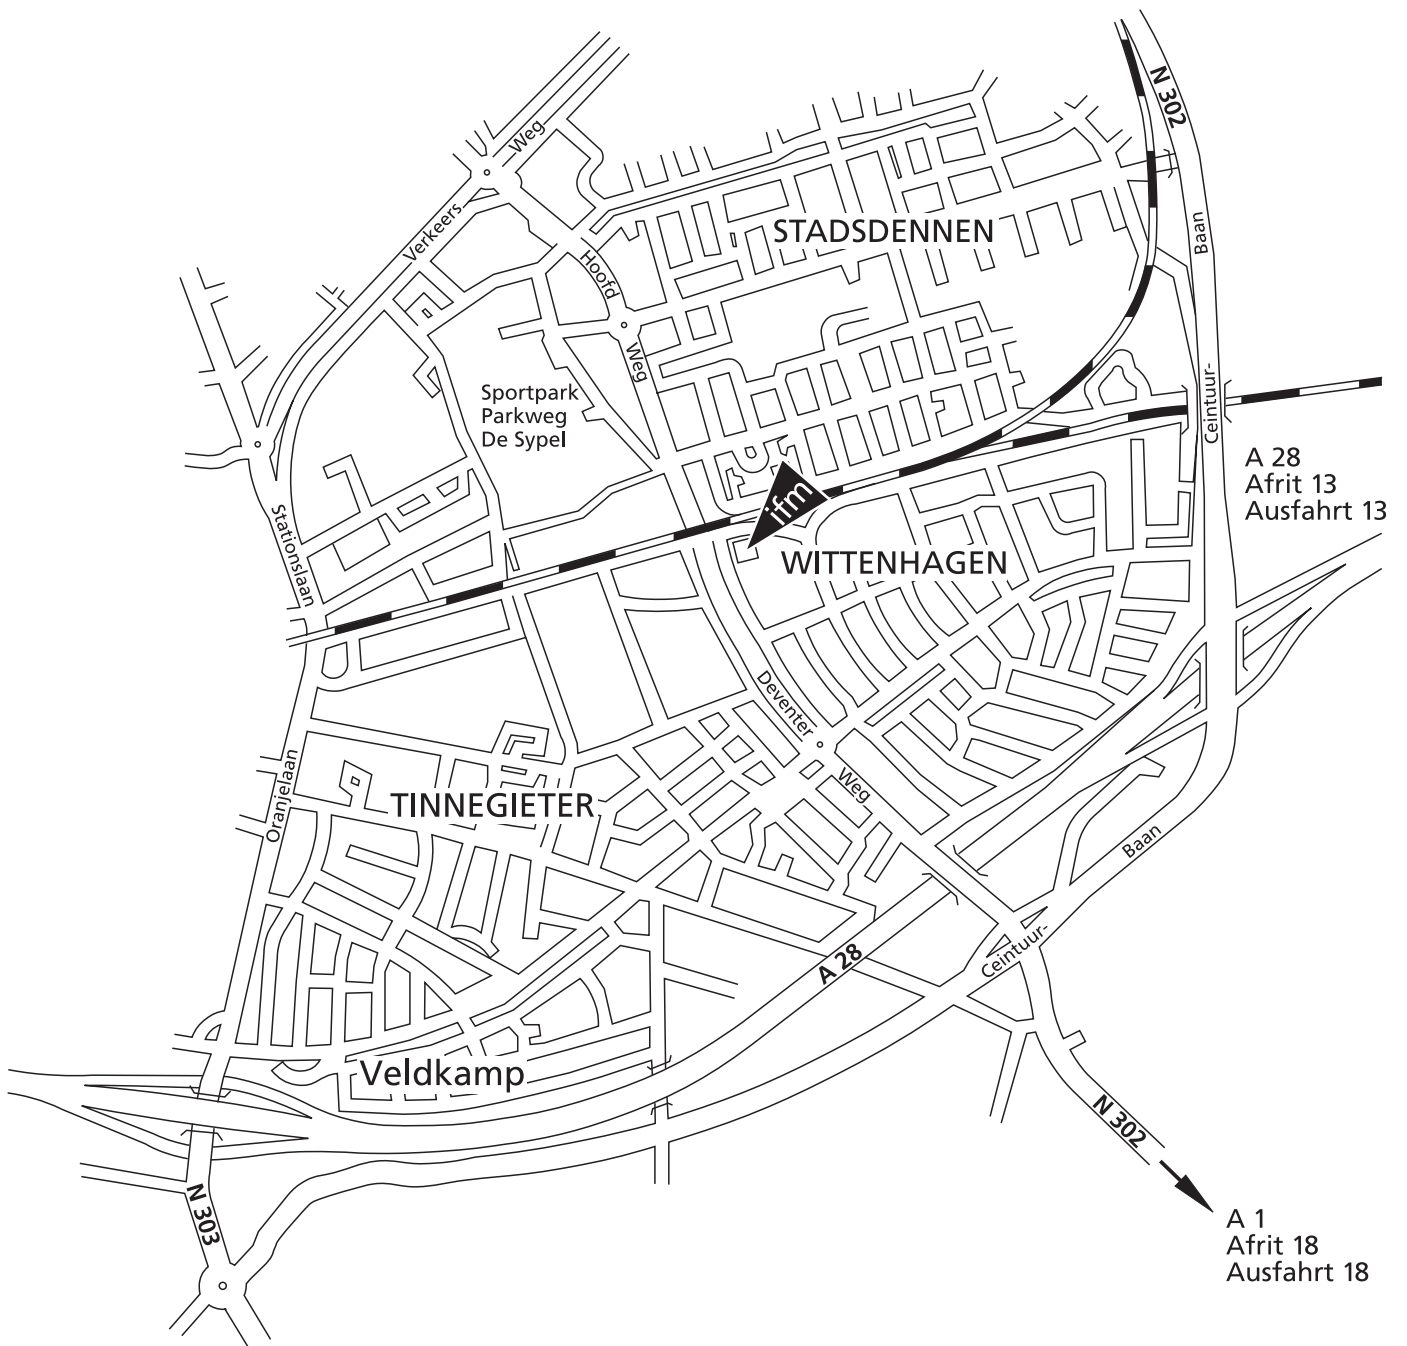 N 302
Weg
Verkeers
Baan
STADSDENNEN
Hoofd
Weg
Sportpark
Parkweg
De Sypel
Ceintuur-
A 28
Afrit 13
Ausfahrt 13
ifm
Stationslaan
WITTENHAGEN
Deventer
Weg
Oranjelaan
TINNEGIETER
Baan
Ceintuur-
A 28
Veldkamp
N 302
N 303
A 1
Afrit 18
Ausfahrt 18